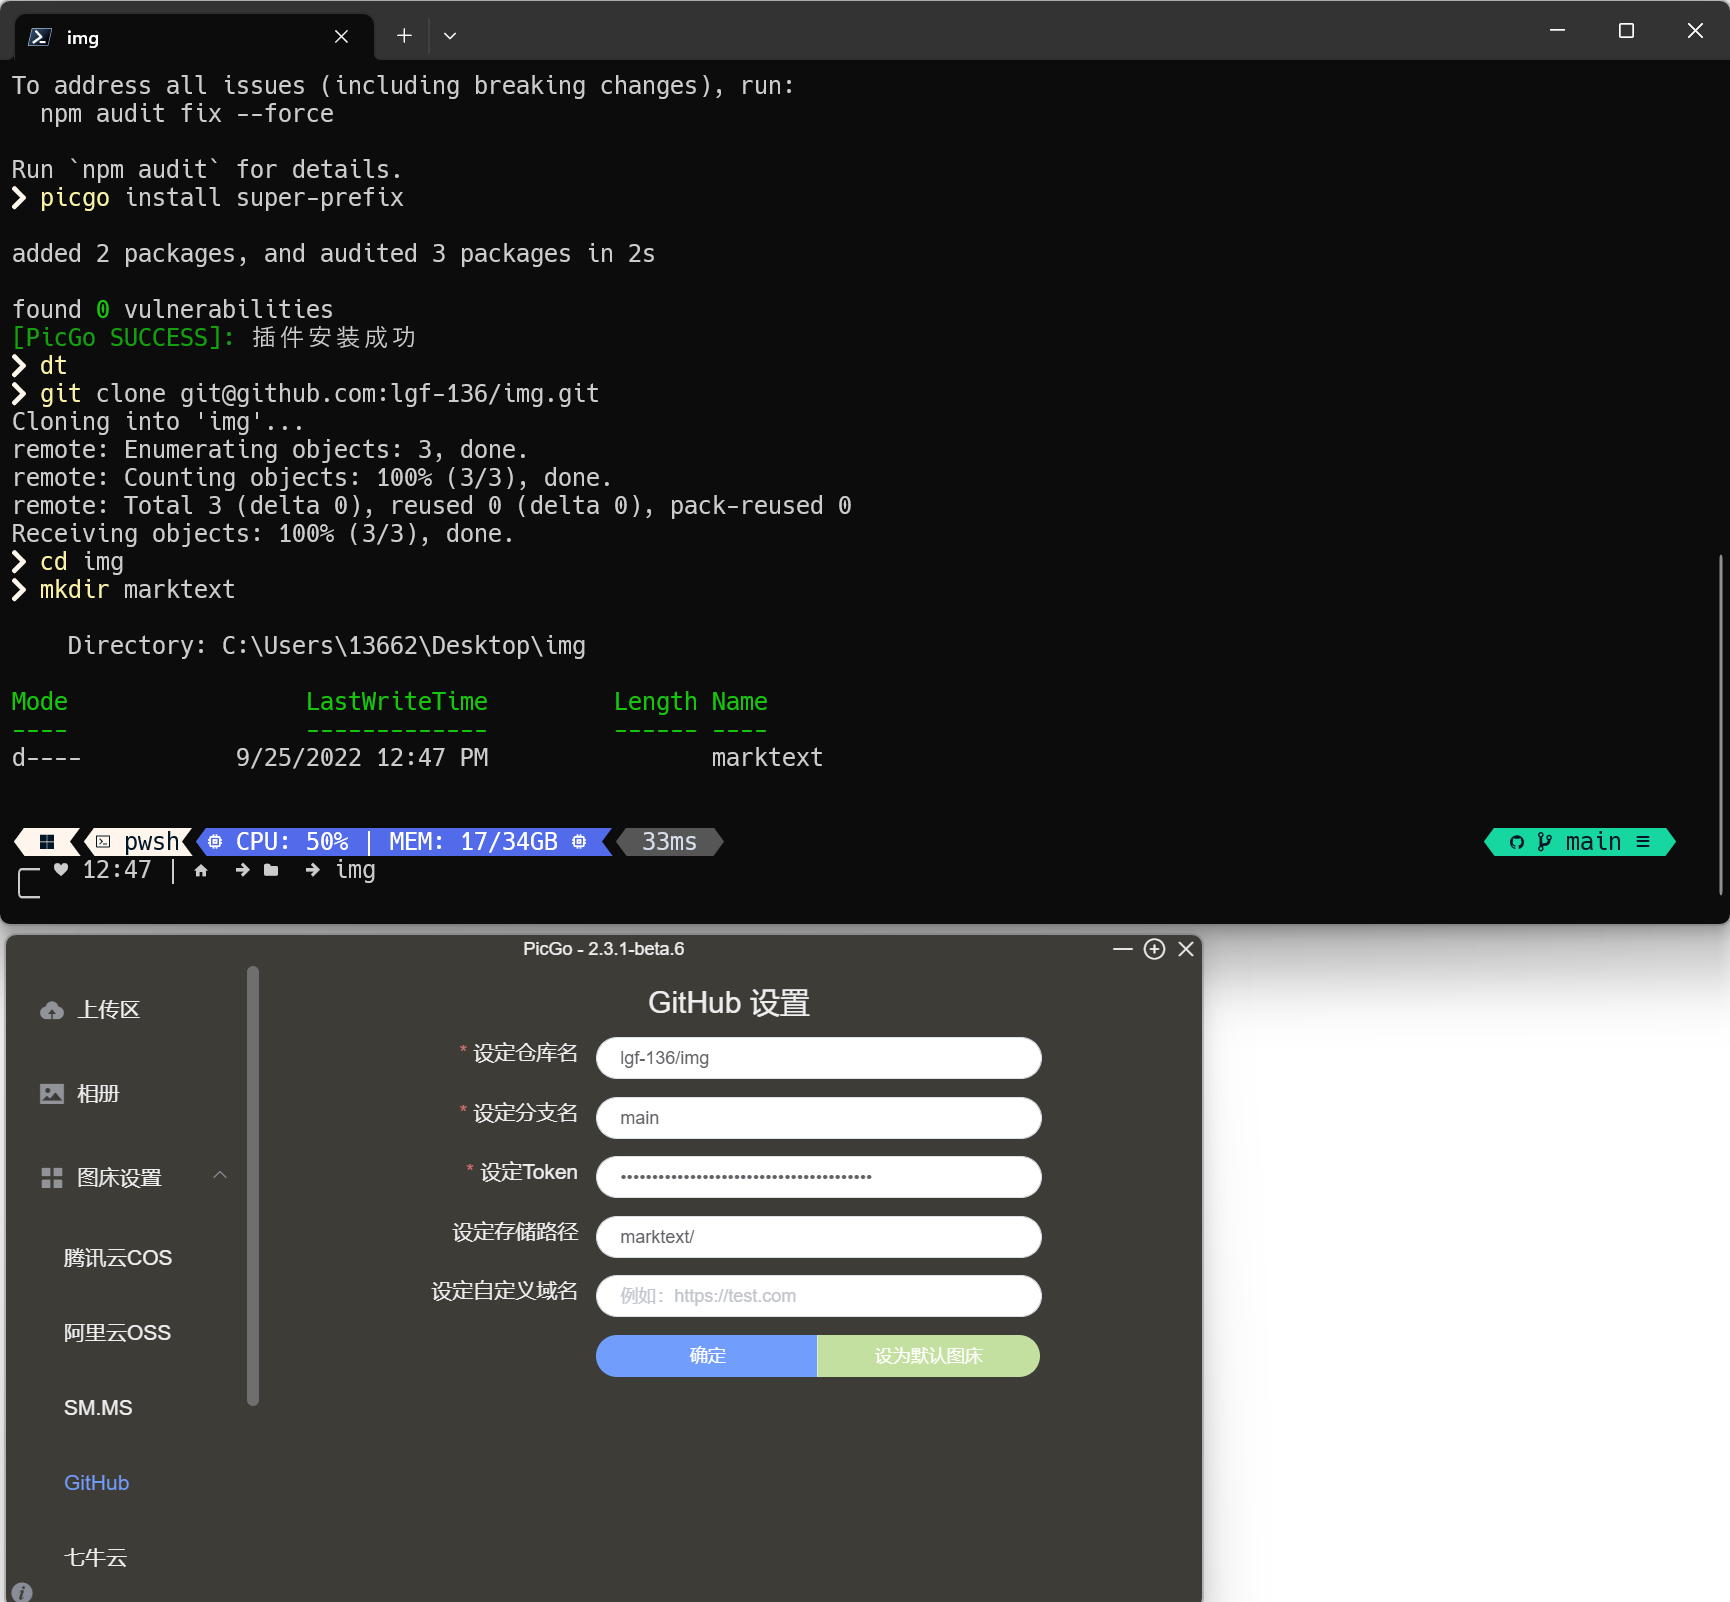 img
To address all issues (including breaking changes), run:
npm audit fix --force
Run `npm audit` for details.
❯ picgo install super-prefix
added 2 packages, and audited 3 packages in 2s
found 0 vulnerabilities
[PicGo SUCCESS]: 插件安装成功
❯ dt
❯ git clone git@github.com:lgf-136/img.git
Cloning into 'img'...
remote: Enumerating objects: 3, done.
remote: Counting objects: 100% (3/3), done.
remote: Total 3 (delta 0), reused 0 (delta 0), pack-reused 0
Receiving objects: 100% (3/3), done.
❯ cd img
❯ mkdir marktext
Directory: C:\Users\13662\Desktop\img
Mode LastWriteTime Length Name
---- ------------- ------ ----
d---- 9/25/2022 12:47 PM marktext
pwsh CPU: 50% | MEM: 17/34GB 33ms main ≡
♥ 12:47 | → → img
PicGo - 2.3.1-beta.6
上传区
相册
图床设置
腾讯云COS
阿里云OSS
SM.MS
GitHub
七牛云
GitHub 设置
* 设定仓库名 lgf-136/img
* 设定分支名 main
* 设定Token ••••••••••••••••••••••••••••••••••••••••
设定存储路径 marktext/
设定自定义域名 例如：https://test.com
确定 设为默认图床